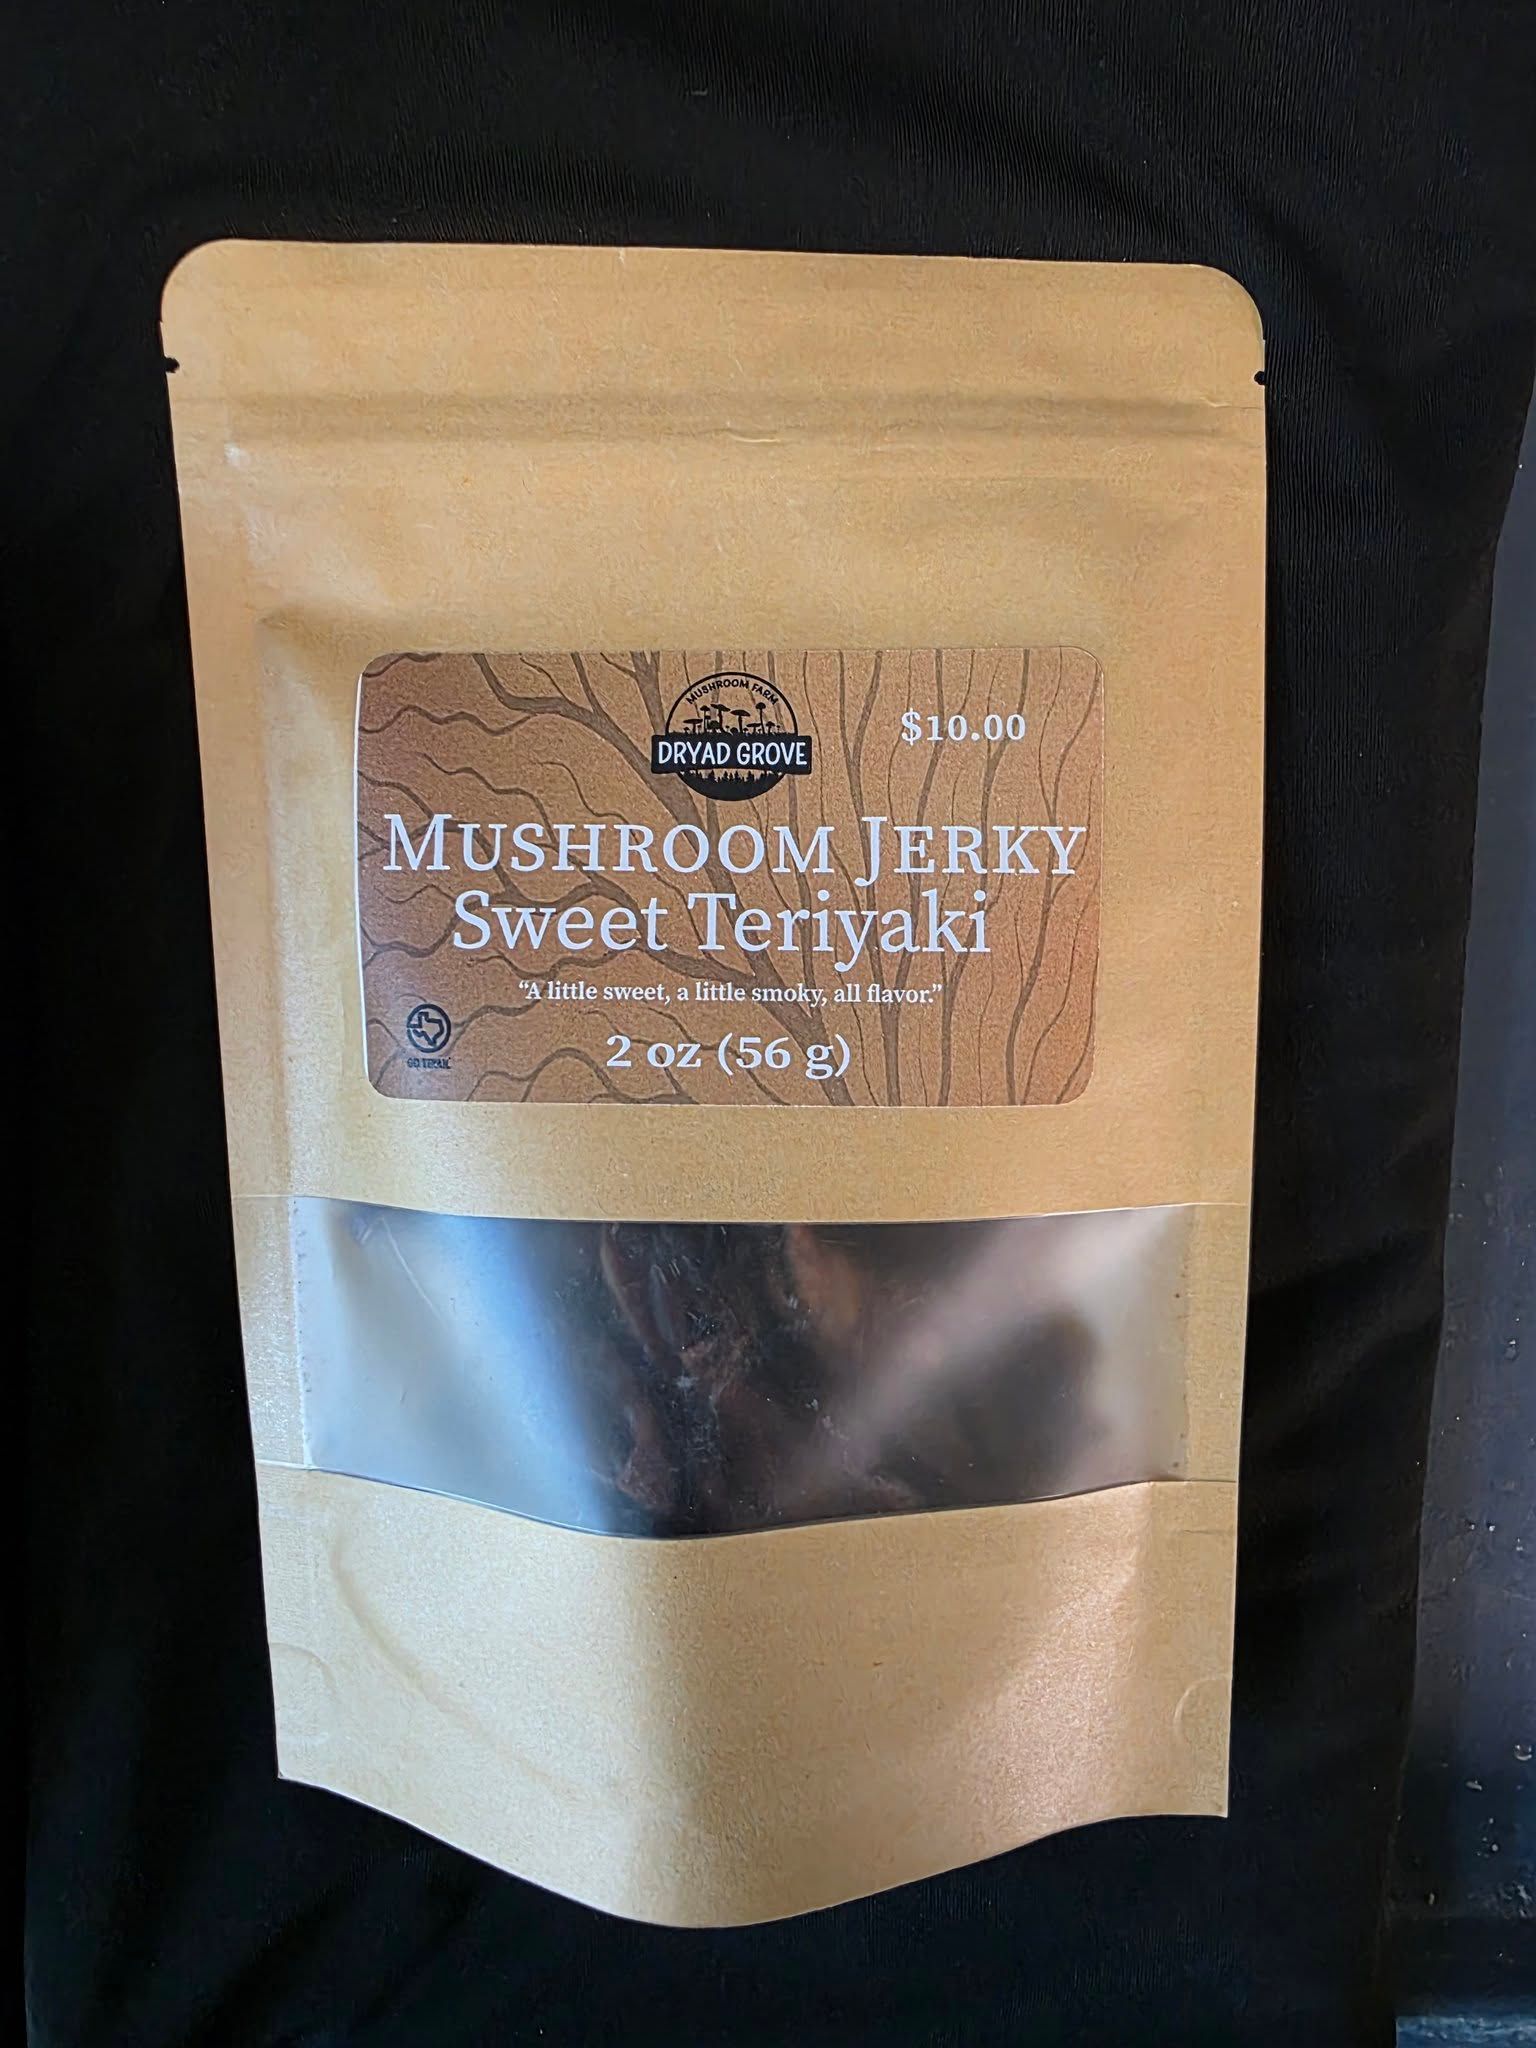 MUSHROOM FARM
DRYAD GROVE
$10.00
MUSHROOM JERKY
Sweet Teriyaki
“A little sweet, a little smoky, all flavor.”
2 oz (56 g)
GO TEXAN